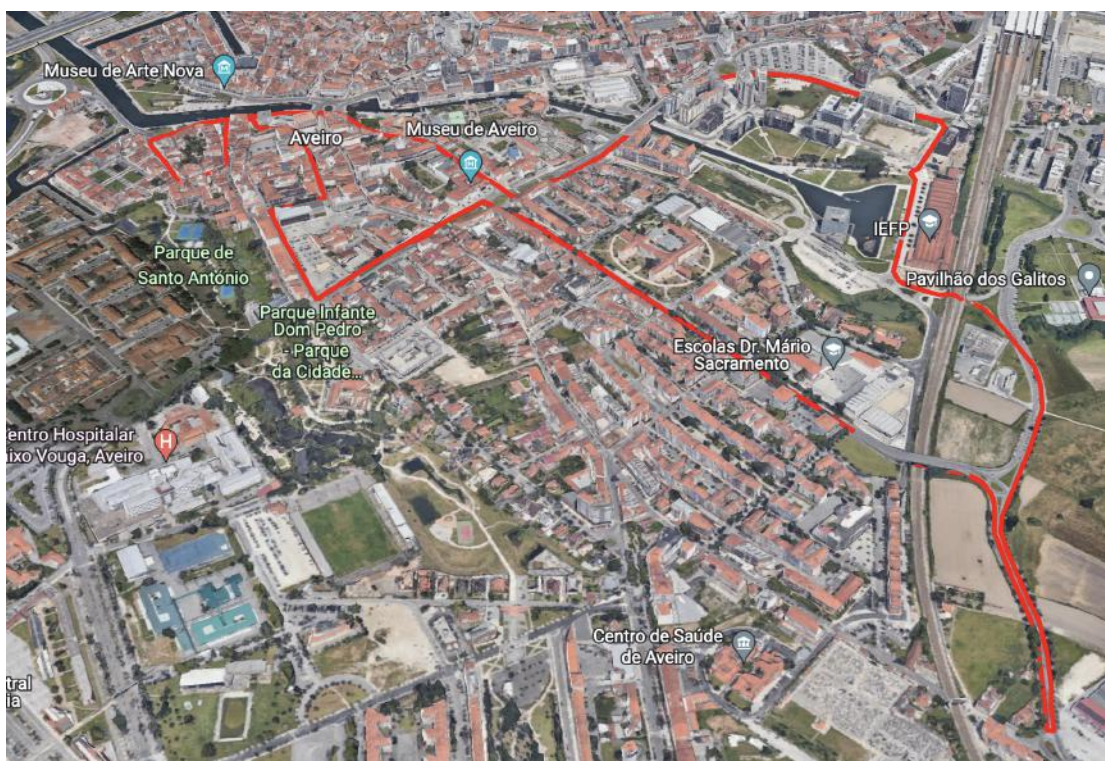 Museu de Arte Nova
Aveiro
Museu de Aveiro
IEFP
Parque de
Santo António
Pavilhão dos Galitos
Parque Infante
Dom Pedro
- Parque
da Cidade...
Escolas Dr. Mário
Sacramento
entro Hospitalar
aixo Vouga, Aveiro
H
Centro de Saúde
de Aveiro
tral
ia